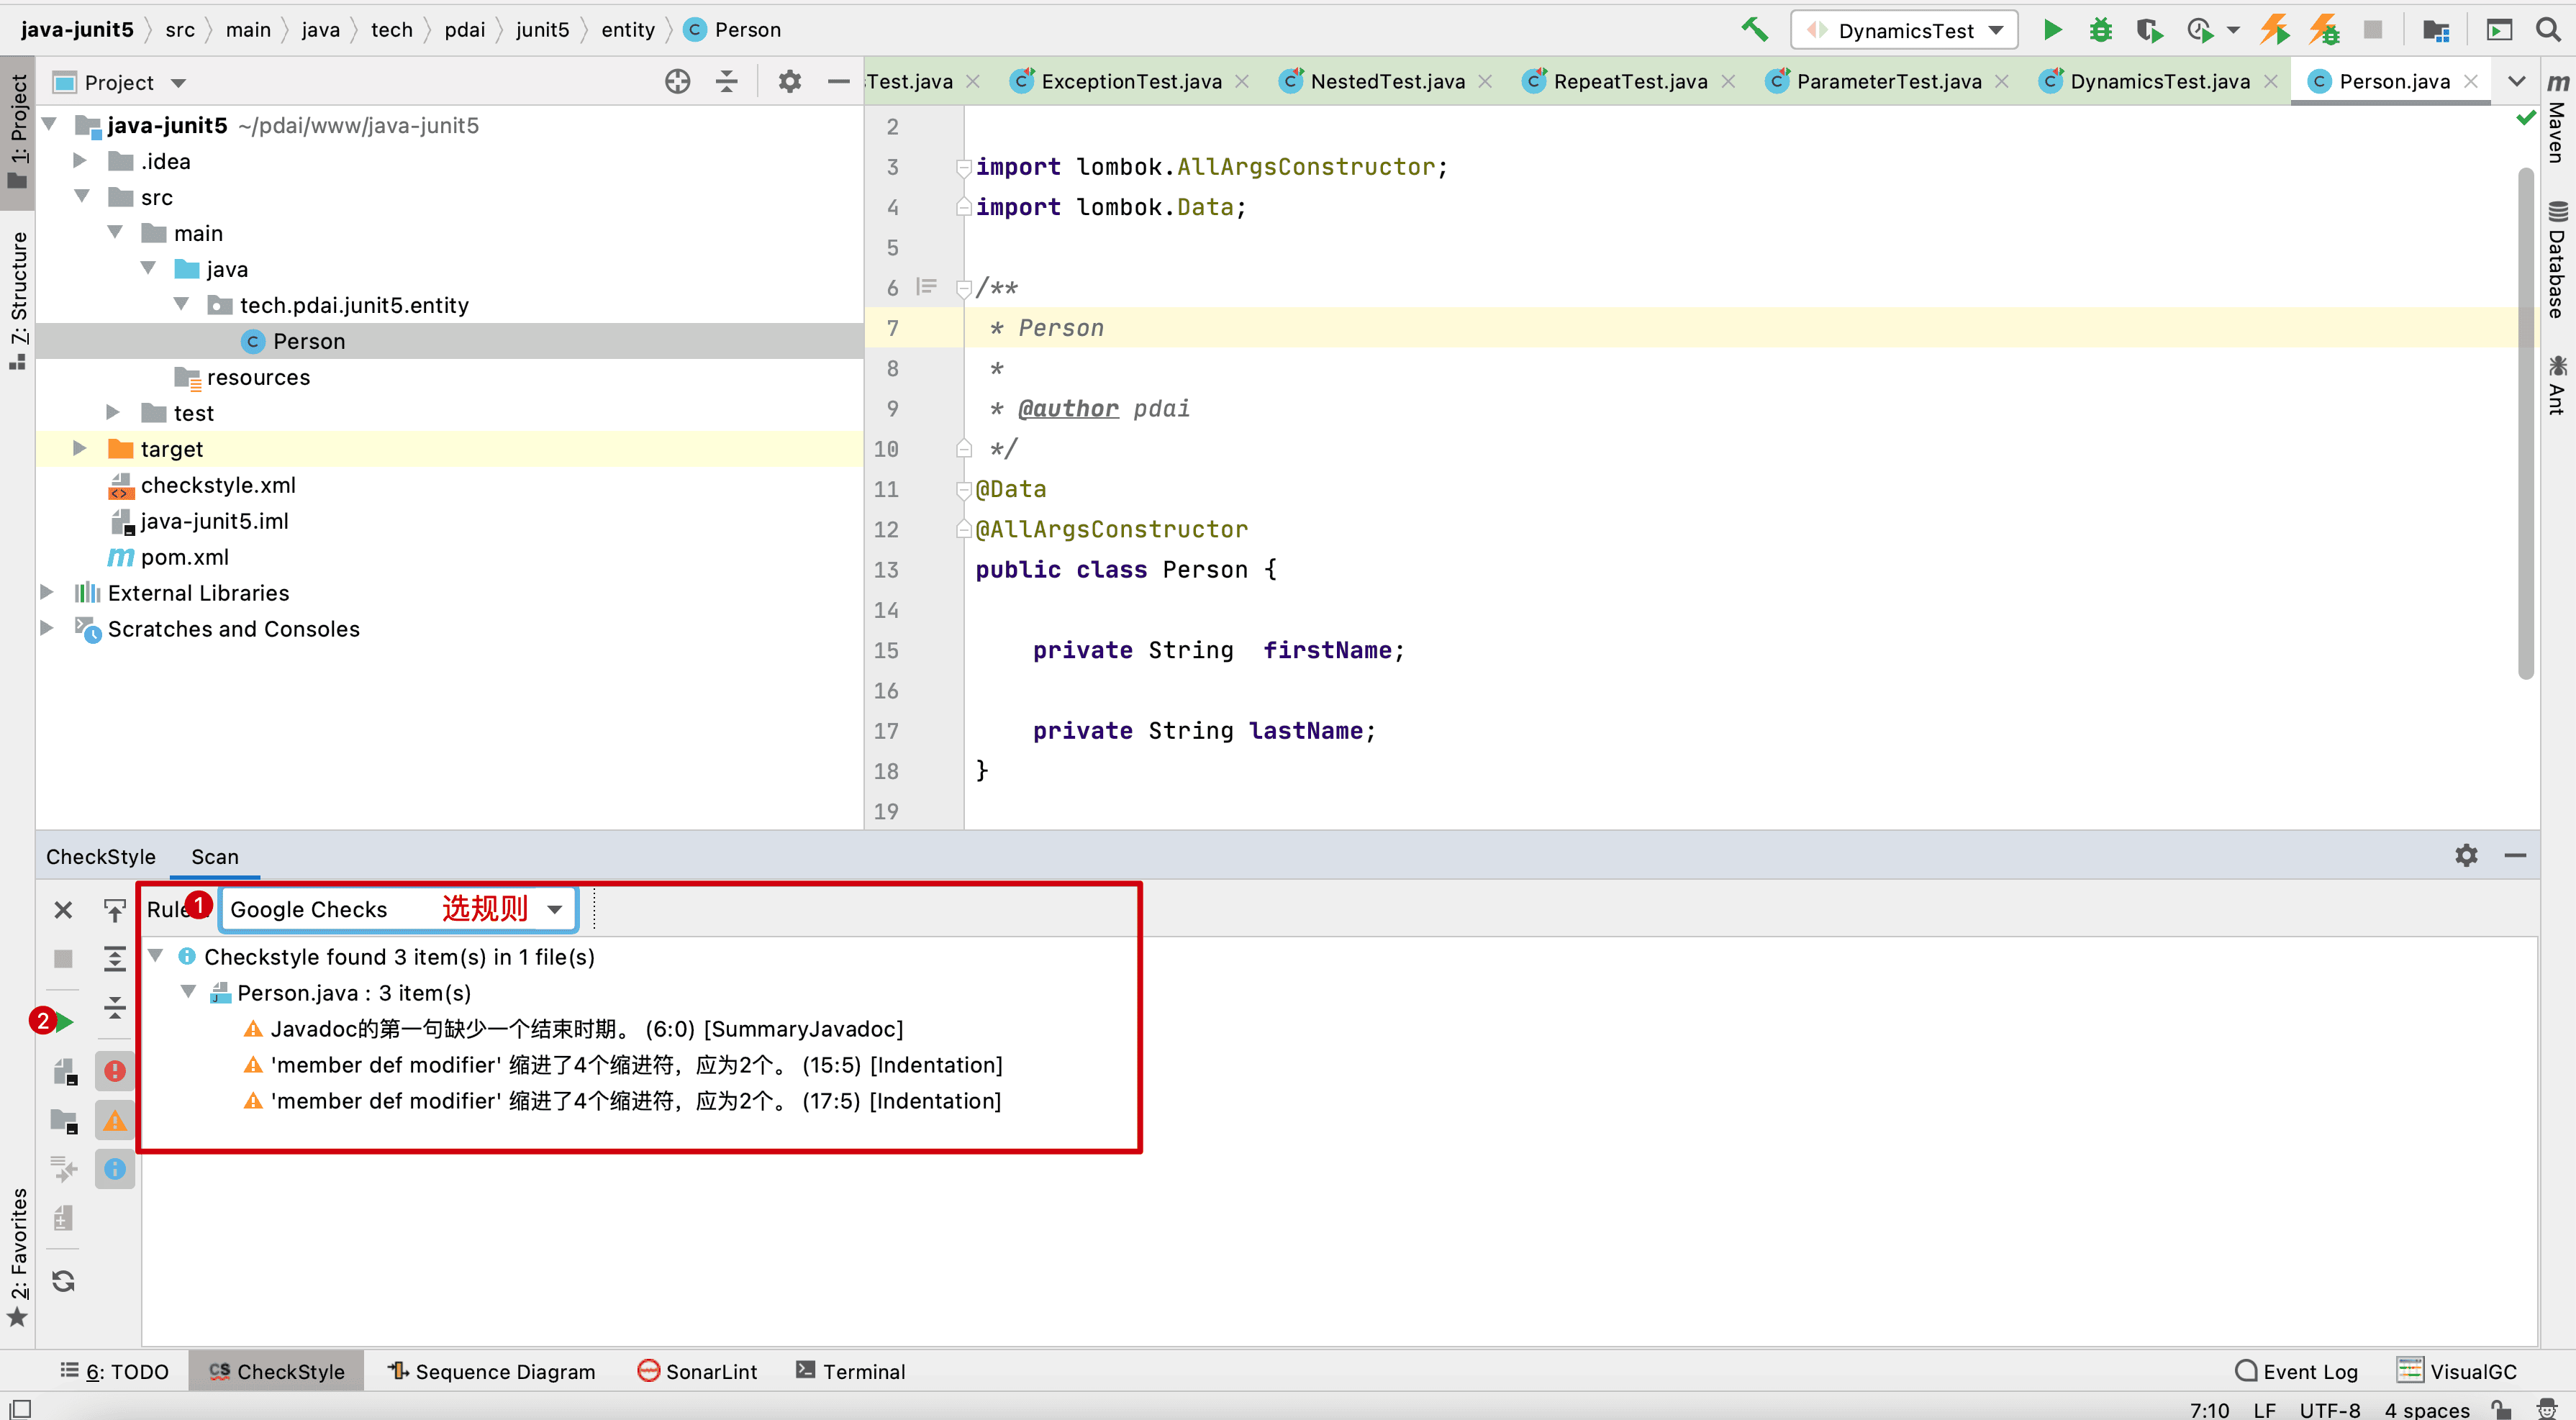 java-junit5 src main java tech pdai junit5 entity Person
DynamicsTest
1: Project
Z: Structure
2: Favorites
Project
java-junit5 ~/pdai/www/java-junit5
.idea
src
main
java
tech.pdai.junit5.entity
Person
resources
test
target
checkstyle.xml
java-junit5.iml
pom.xml
External Libraries
Scratches and Consoles
Test.java ExceptionTest.java NestedTest.java RepeatTest.java ParameterTest.java DynamicsTest.java Person.java
2
3 import lombok.AllArgsConstructor;
4 import lombok.Data;
5
6 /**
7 * Person
8 *
9 * @author pdai
10 */
11 @Data
12 @AllArgsConstructor
13 public class Person {
14
15 private String  firstName;
16
17 private String lastName;
18 }
19
Maven
Database
Ant
CheckStyle Scan
Rule 1 Google Checks 选规则
2
Checkstyle found 3 item(s) in 1 file(s)
Person.java : 3 item(s)
Javadoc的第一句缺少一个结束时期。 (6:0) [SummaryJavadoc]
'member def modifier' 缩进了4个缩进符，应为2个。 (15:5) [Indentation]
'member def modifier' 缩进了4个缩进符，应为2个。 (17:5) [Indentation]
6: TODO CheckStyle Sequence Diagram SonarLint Terminal Event Log VisualGC
7:10 LF UTF-8 4 spaces